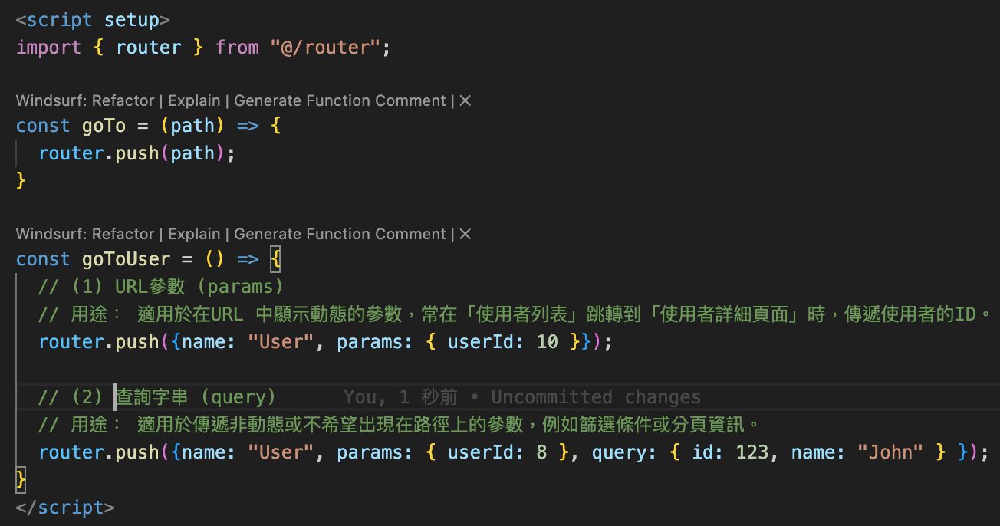 <script setup>
import { router } from "@/router";
Windsurf: Refactor | Explain | Generate Function Comment | ✕
const goTo = (path) => {
  router.push(path);
}
Windsurf: Refactor | Explain | Generate Function Comment | ✕
const goToUser = () => {
  // (1) URL參數 (params)
  // 用途： 適用於在URL 中顯示動態的參數，常在「使用者列表」跳轉到「使用者詳細頁面」時，傳遞使用者的ID。
  router.push({name: "User", params: { userId: 10 }});
  // (2) 查詢字串 (query) You, 1 秒前 • Uncommitted changes
  // 用途： 適用於傳遞非動態或不希望出現在路徑上的參數，例如篩選條件或分頁資訊。
  router.push({name: "User", params: { userId: 8 }, query: { id: 123, name: "John" } });
}
</script>